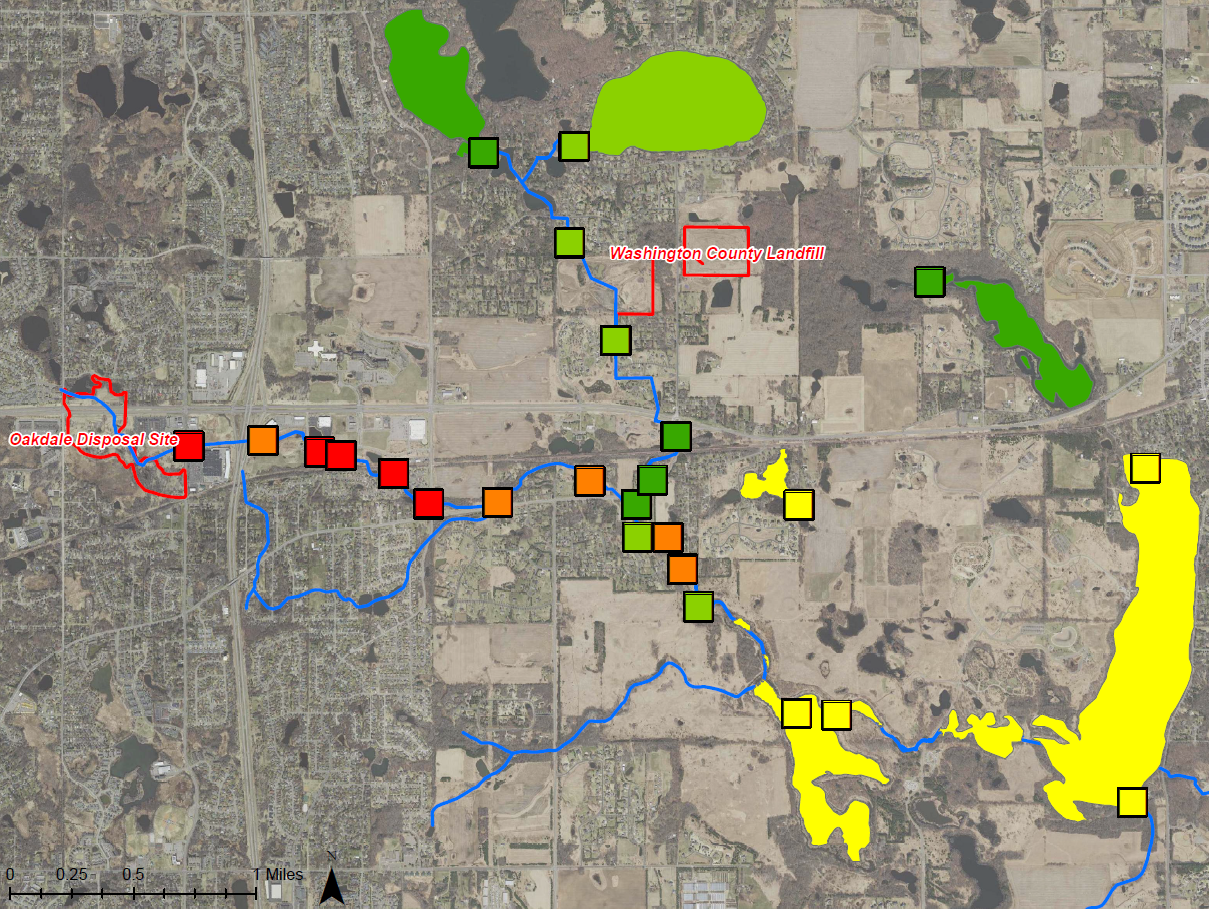 Washington County Landfill
Oakdale Disposal Site
N
0 0.25 0.5 1 Miles